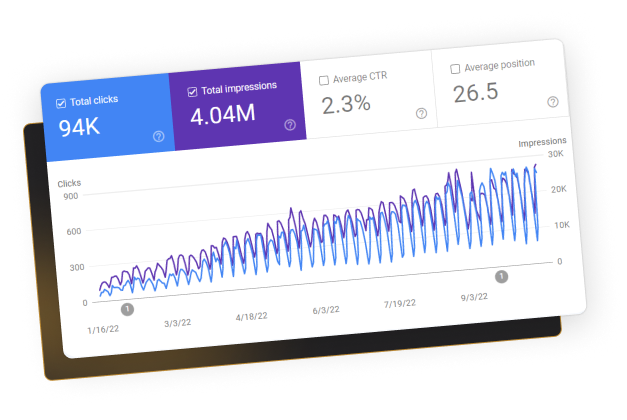 Total clicks
94K
Total impressions
4.04M
Average CTR
2.3%
Average position
26.5
Clicks
Impressions
900
600
300
0
30K
20K
10K
0
1
1
1/16/22
3/3/22
4/18/22
6/3/22
7/19/22
9/3/22